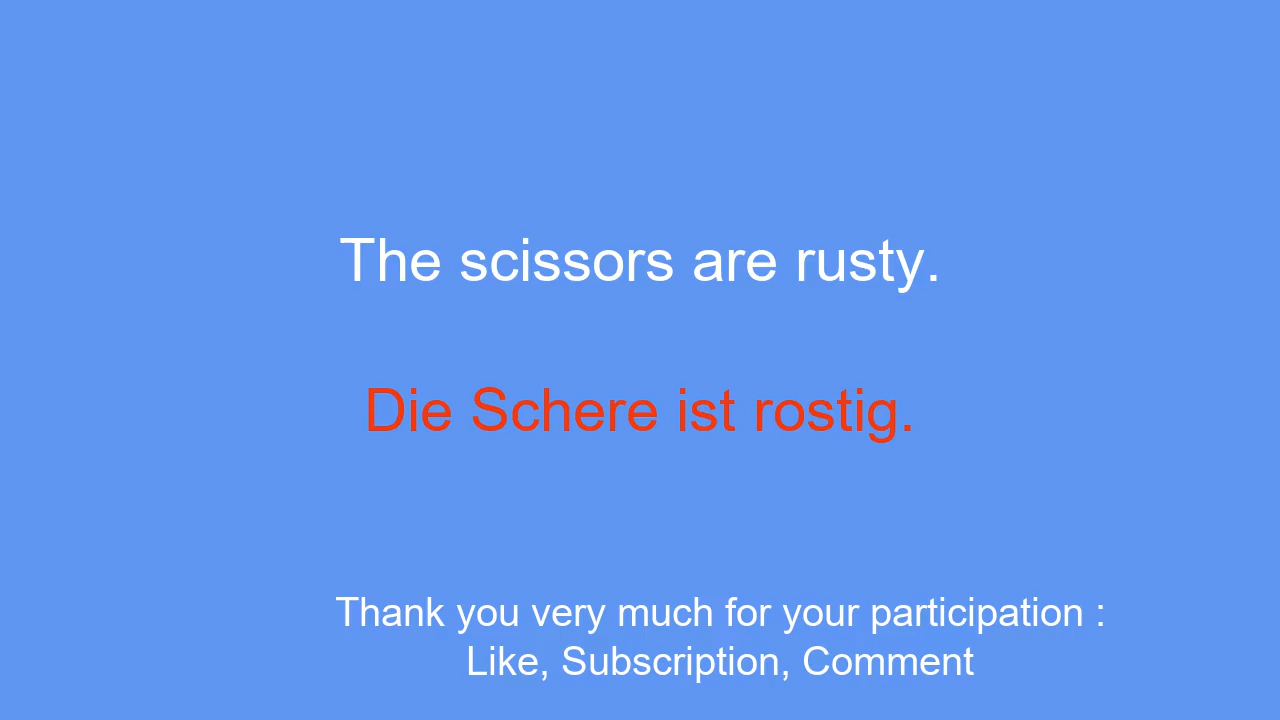 The scissors are rusty.
Die Schere ist rostig.
Thank you very much for your participation :
Like, Subscription, Comment